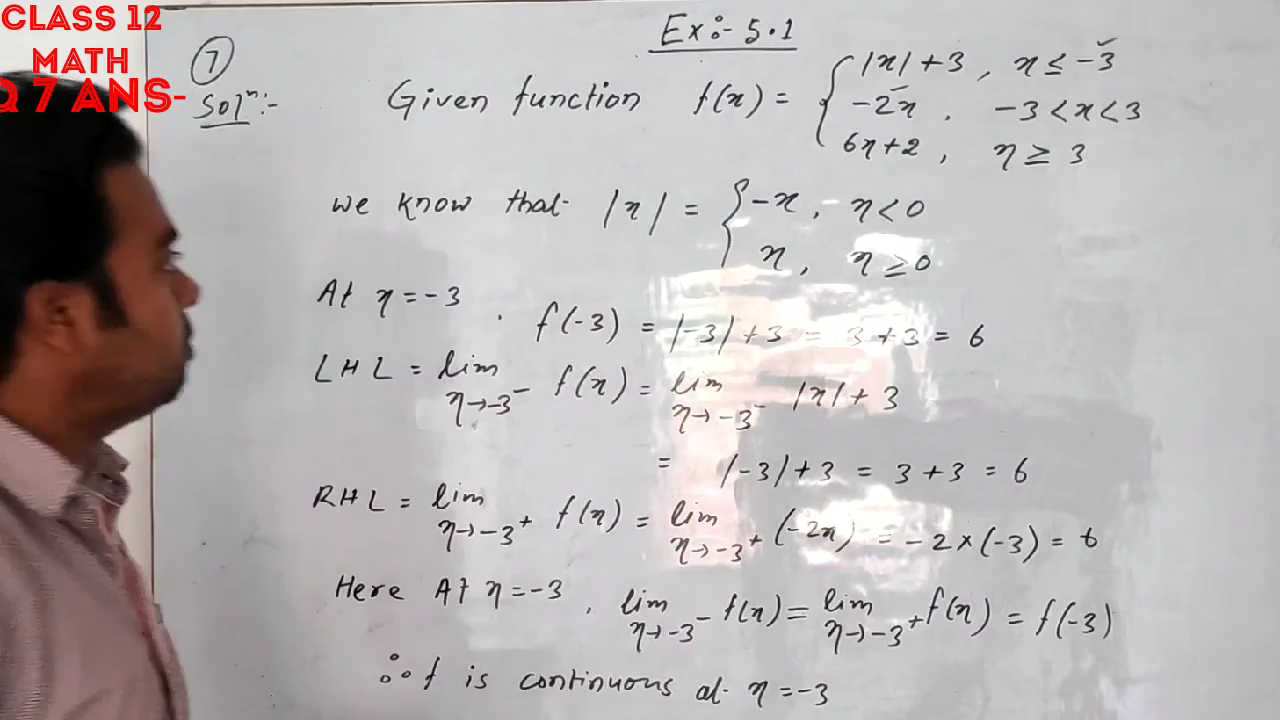 CLASS 12
MATH
Q 7 ANS-
Ex:- 5.1
7
Solⁿ:-
Given function f(x) = { |x| + 3 , x ≤ -3
-2x , -3 < x < 3
6x+2 , x ≥ 3
we know that |x| = { -x , x < 0
x , x ≥ 0
At x = -3 , f(-3) = |-3| + 3 = 3 + 3 = 6
LHL = lim x→-3⁻ f(x) = lim x→-3⁻ |x| + 3
= |-3| + 3 = 3 + 3 = 6
RHL = lim x→-3⁺ f(x) = lim x→-3⁺ (-2x) = -2×(-3) = 6
Here At x = -3 , lim x→-3⁻ f(x) = lim x→-3⁺ f(x) = f(-3)
∴ f is continuous at x = -3